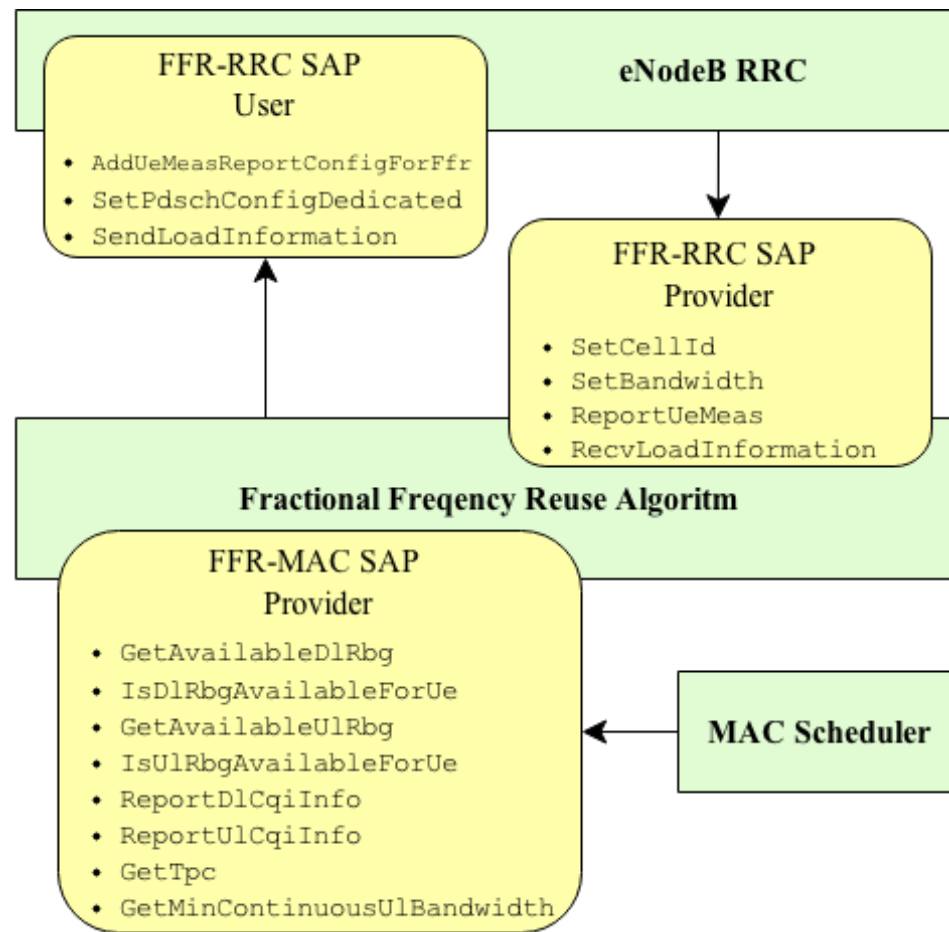 FFR-RRC SAP
User
• AddUeMeasReportConfigForFfr
• SetPdschConfigDedicated
• SendLoadInformation
eNodeB RRC
FFR-RRC SAP
Provider
• SetCellId
• SetBandwidth
• ReportUeMeas
• RecvLoadInformation
Fractional Freqency Reuse Algoritm
FFR-MAC SAP
Provider
• GetAvailableDlRbg
• IsDlRbgAvailableForUe
• GetAvailableUlRbg
• IsUlRbgAvailableForUe
• ReportDlCqiInfo
• ReportUlCqiInfo
• GetTpc
• GetMinContinuousUlBandwidth
MAC Scheduler